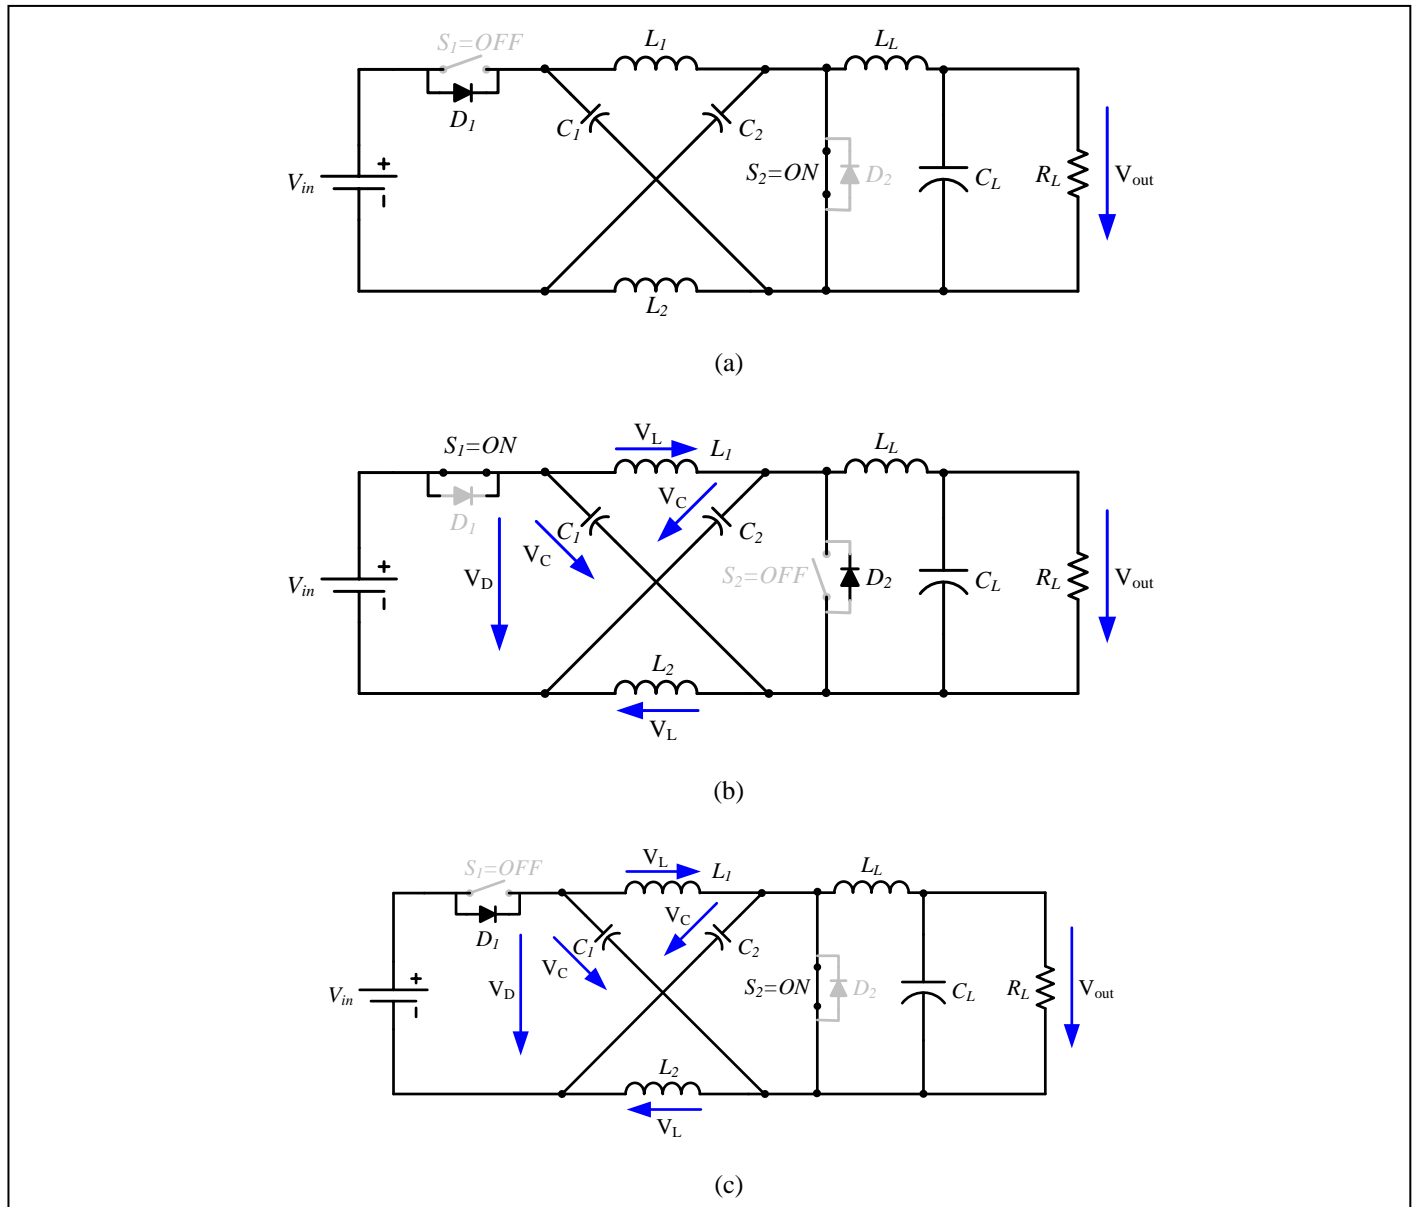 S1=OFF
L1
LL
D1
C1
C2
Vin
S2=ON
D2
CL
RL
Vout
L2
(a)
S1=ON
VL
L1
LL
D1
VC
C1
VC
C2
VD
Vin
S2=OFF
D2
CL
RL
Vout
L2
VL
(b)
S1=OFF
VL
L1
LL
D1
VC
C1
VC
C2
VD
Vin
S2=ON
D2
CL
RL
Vout
L2
VL
(c)